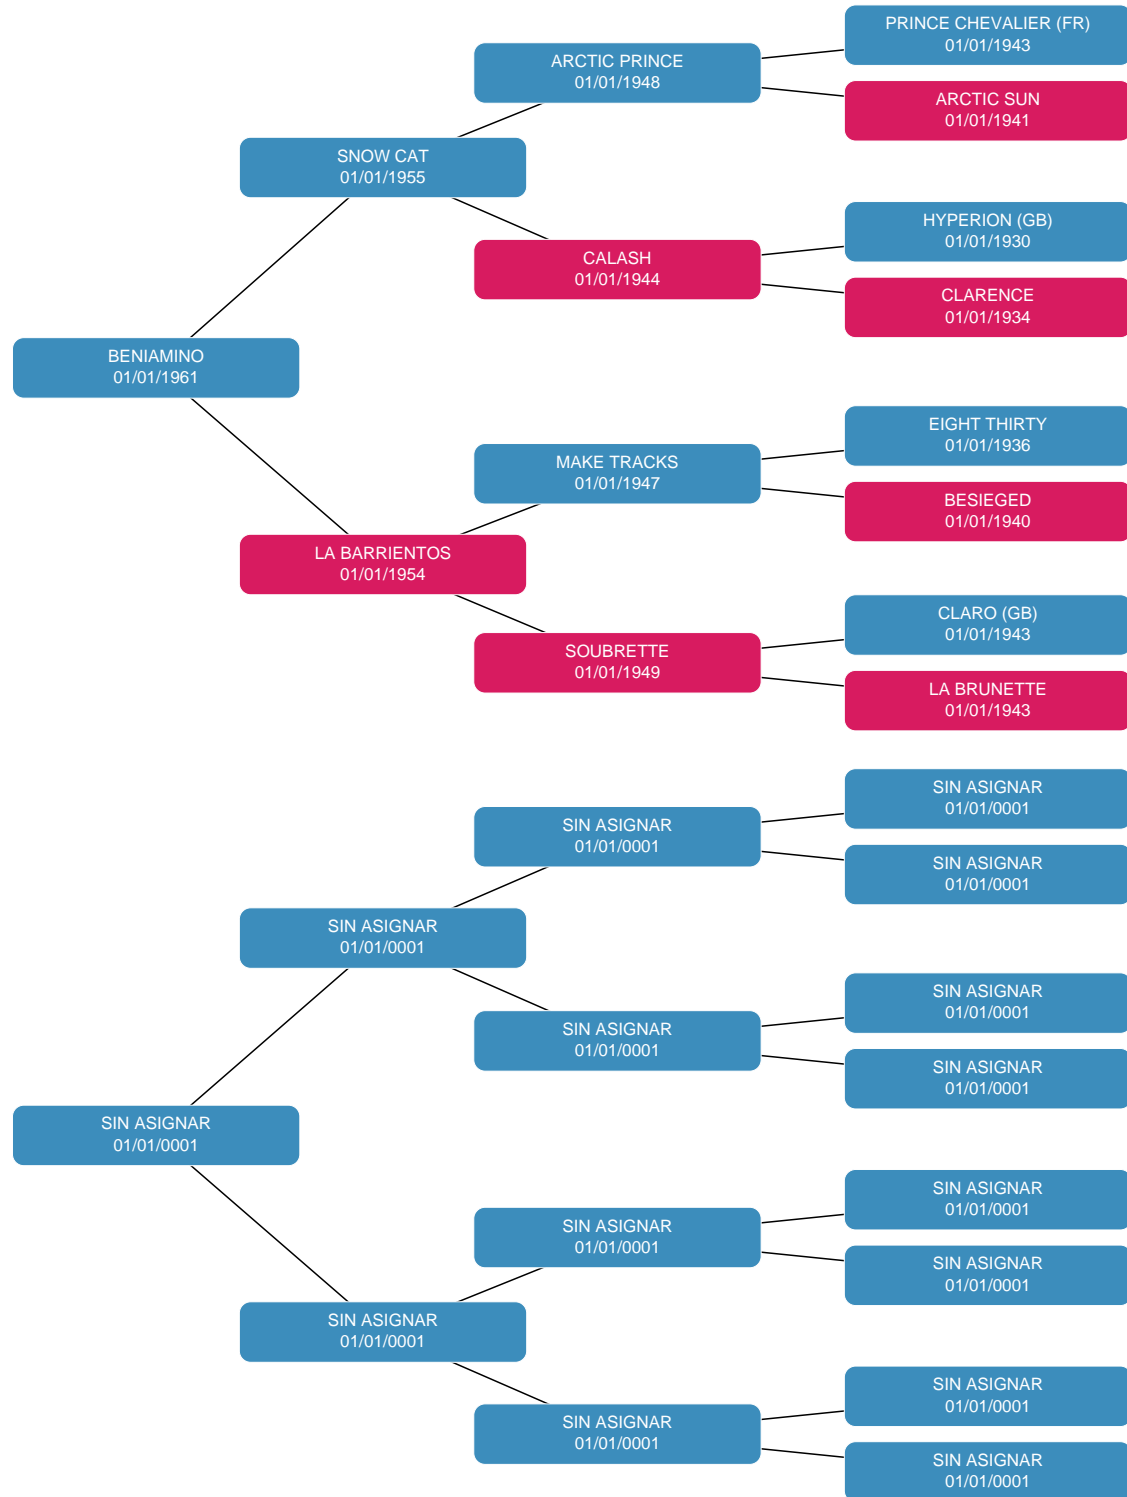 PRINCE CHEVALIER (FR)
01/01/1943
ARCTIC PRINCE
01/01/1948
ARCTIC SUN
01/01/1941
SNOW CAT
01/01/1955
HYPERION (GB)
01/01/1930
CALASH
01/01/1944
CLARENCE
01/01/1934
BENIAMINO
01/01/1961
EIGHT THIRTY
01/01/1936
MAKE TRACKS
01/01/1947
BESIEGED
01/01/1940
LA BARRIENTOS
01/01/1954
CLARO (GB)
01/01/1943
SOUBRETTE
01/01/1949
LA BRUNETTE
01/01/1943
SIN ASIGNAR
01/01/0001
SIN ASIGNAR
01/01/0001
SIN ASIGNAR
01/01/0001
SIN ASIGNAR
01/01/0001
SIN ASIGNAR
01/01/0001
SIN ASIGNAR
01/01/0001
SIN ASIGNAR
01/01/0001
SIN ASIGNAR
01/01/0001
SIN ASIGNAR
01/01/0001
SIN ASIGNAR
01/01/0001
SIN ASIGNAR
01/01/0001
SIN ASIGNAR
01/01/0001
SIN ASIGNAR
01/01/0001
SIN ASIGNAR
01/01/0001
SIN ASIGNAR
01/01/0001